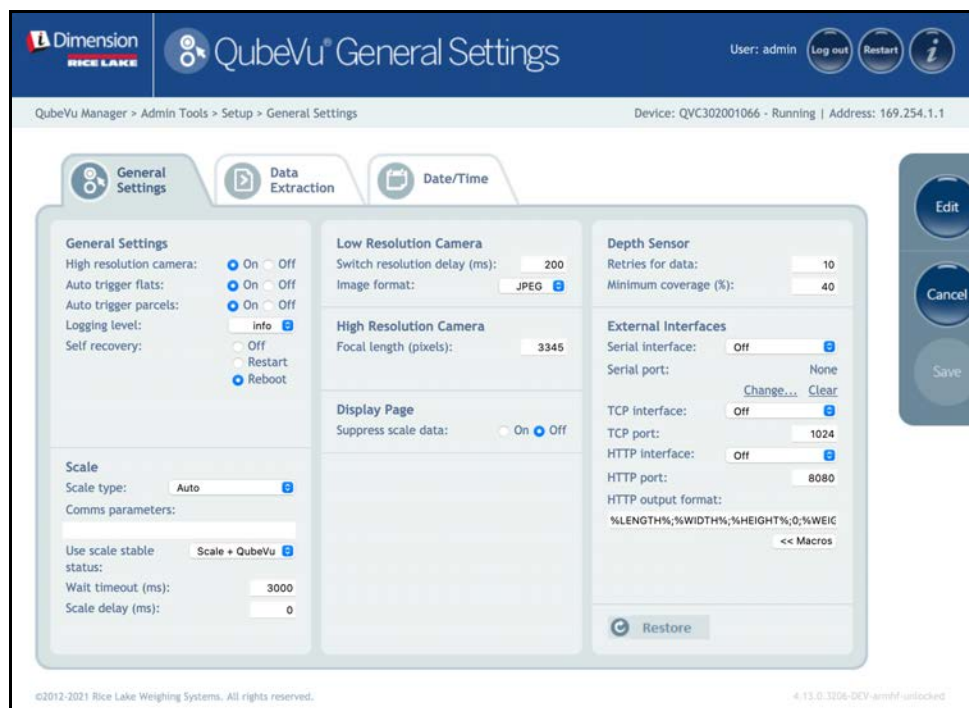 iDimension
RICE LAKE
QubeVu® General Settings
User: admin
Log out
Restart
i
QubeVu Manager > Admin Tools > Setup > General Settings
Device: QVC302001066 - Running | Address: 169.254.1.1
General Settings
Data Extraction
Date/Time
General Settings
High resolution camera: On Off
Auto trigger flats: On Off
Auto trigger parcels: On Off
Logging level: info
Self recovery: Off
Restart
Reboot
Scale
Scale type: Auto
Comms parameters:
Use scale stable status: Scale + QubeVu
Wait timeout (ms): 3000
Scale delay (ms): 0
Low Resolution Camera
Switch resolution delay (ms): 200
Image format: JPEG
High Resolution Camera
Focal length (pixels): 3345
Display Page
Suppress scale data: On Off
Depth Sensor
Retries for data: 10
Minimum coverage (%): 40
External Interfaces
Serial interface: Off
Serial port: None
Change... Clear
TCP interface: Off
TCP port: 1024
HTTP interface: Off
HTTP port: 8080
HTTP output format:
%LENGTH%;%WIDTH%;%HEIGHT%;0;%WEIG
<< Macros
Restore
Edit
Cancel
Save
©2012-2021 Rice Lake Weighing Systems. All rights reserved.
4.13.0.3206-DEV-armhf-unlocked